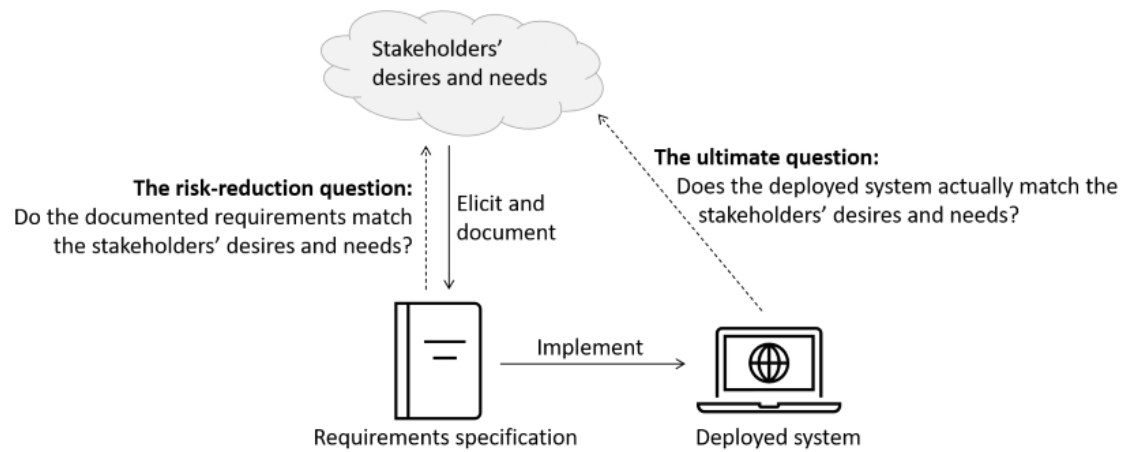 Stakeholders’
desires and needs
The risk-reduction question:
Do the documented requirements match
the stakeholders’ desires and needs?
Elicit and
document
The ultimate question:
Does the deployed system actually match the
stakeholders’ desires and needs?
Implement
Requirements specification
Deployed system